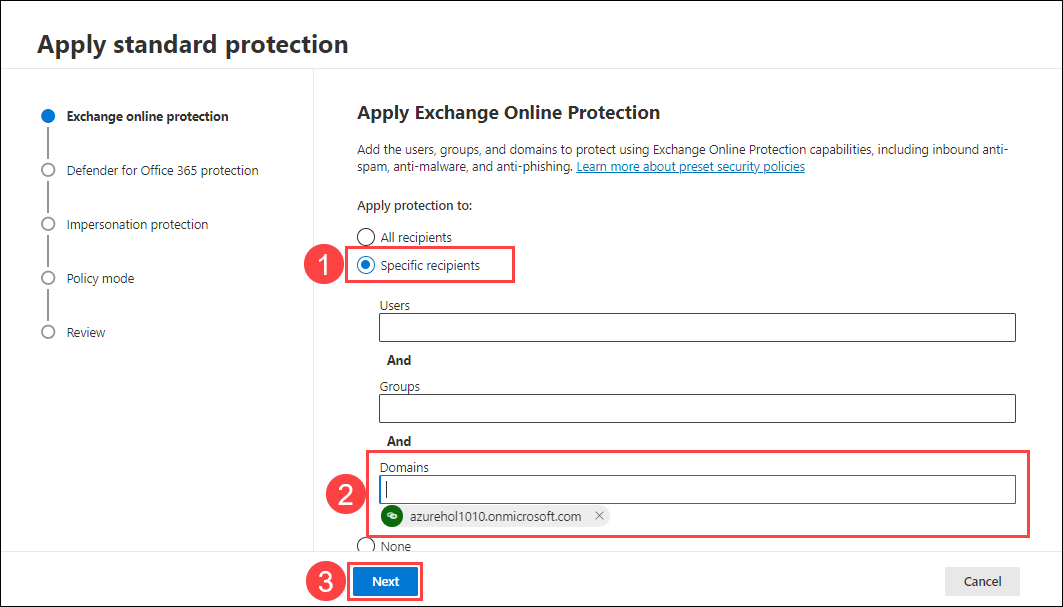 Apply standard protection
Exchange online protection
Defender for Office 365 protection
Impersonation protection
Policy mode
Review
Apply Exchange Online Protection
Add the users, groups, and domains to protect using Exchange Online Protection capabilities, including inbound anti-
spam, anti-malware, and anti-phishing. Learn more about preset security policies
Apply protection to:
All recipients
1 Specific recipients
Users
And
Groups
And
Domains
2
azurehol1010.onmicrosoft.com
None
3 Next
Cancel